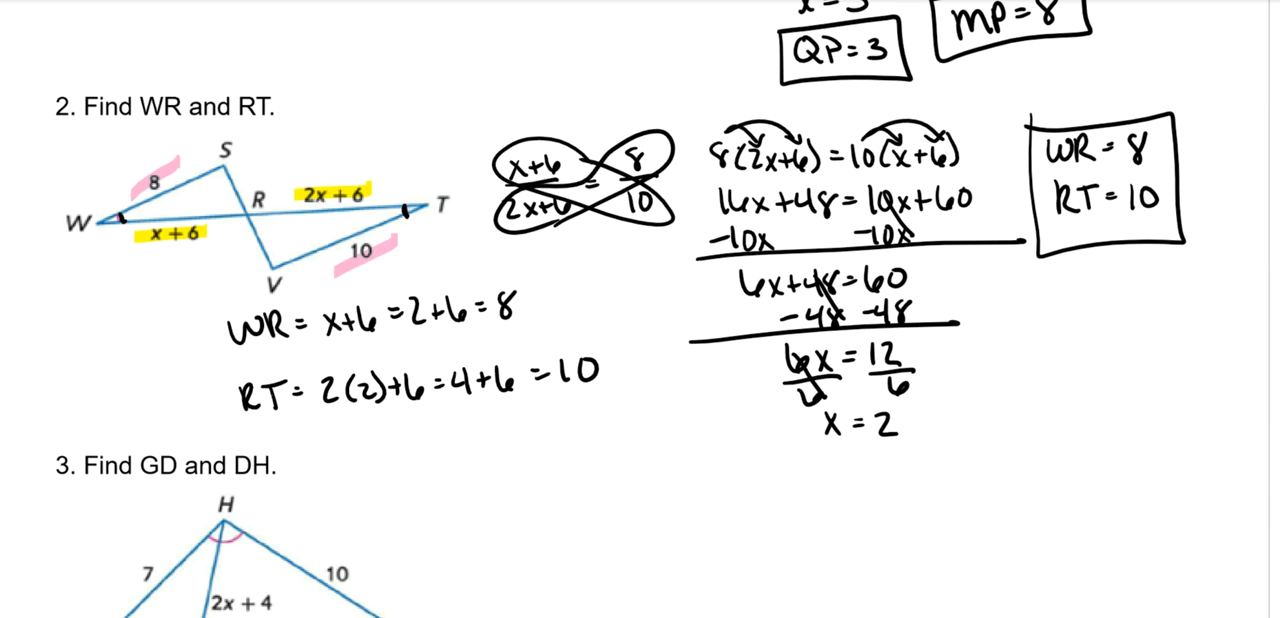 x = 3
QP = 3
MP = 8
2. Find WR and RT.
S
8
R
2x + 6
W
T
x + 6
10
V
x+6
8
=
2x+6
10
8(2x+6) = 10(x+6)
16x + 48 = 10x + 60
-10x -10x
6x + 48 = 60
- 48 - 48
6x = 12
6 6
x = 2
WR = 8
RT = 10
WR = x+6 = 2+6 = 8
RT = 2(2)+6 = 4+6 = 10
3. Find GD and DH.
H
7
10
2x + 4